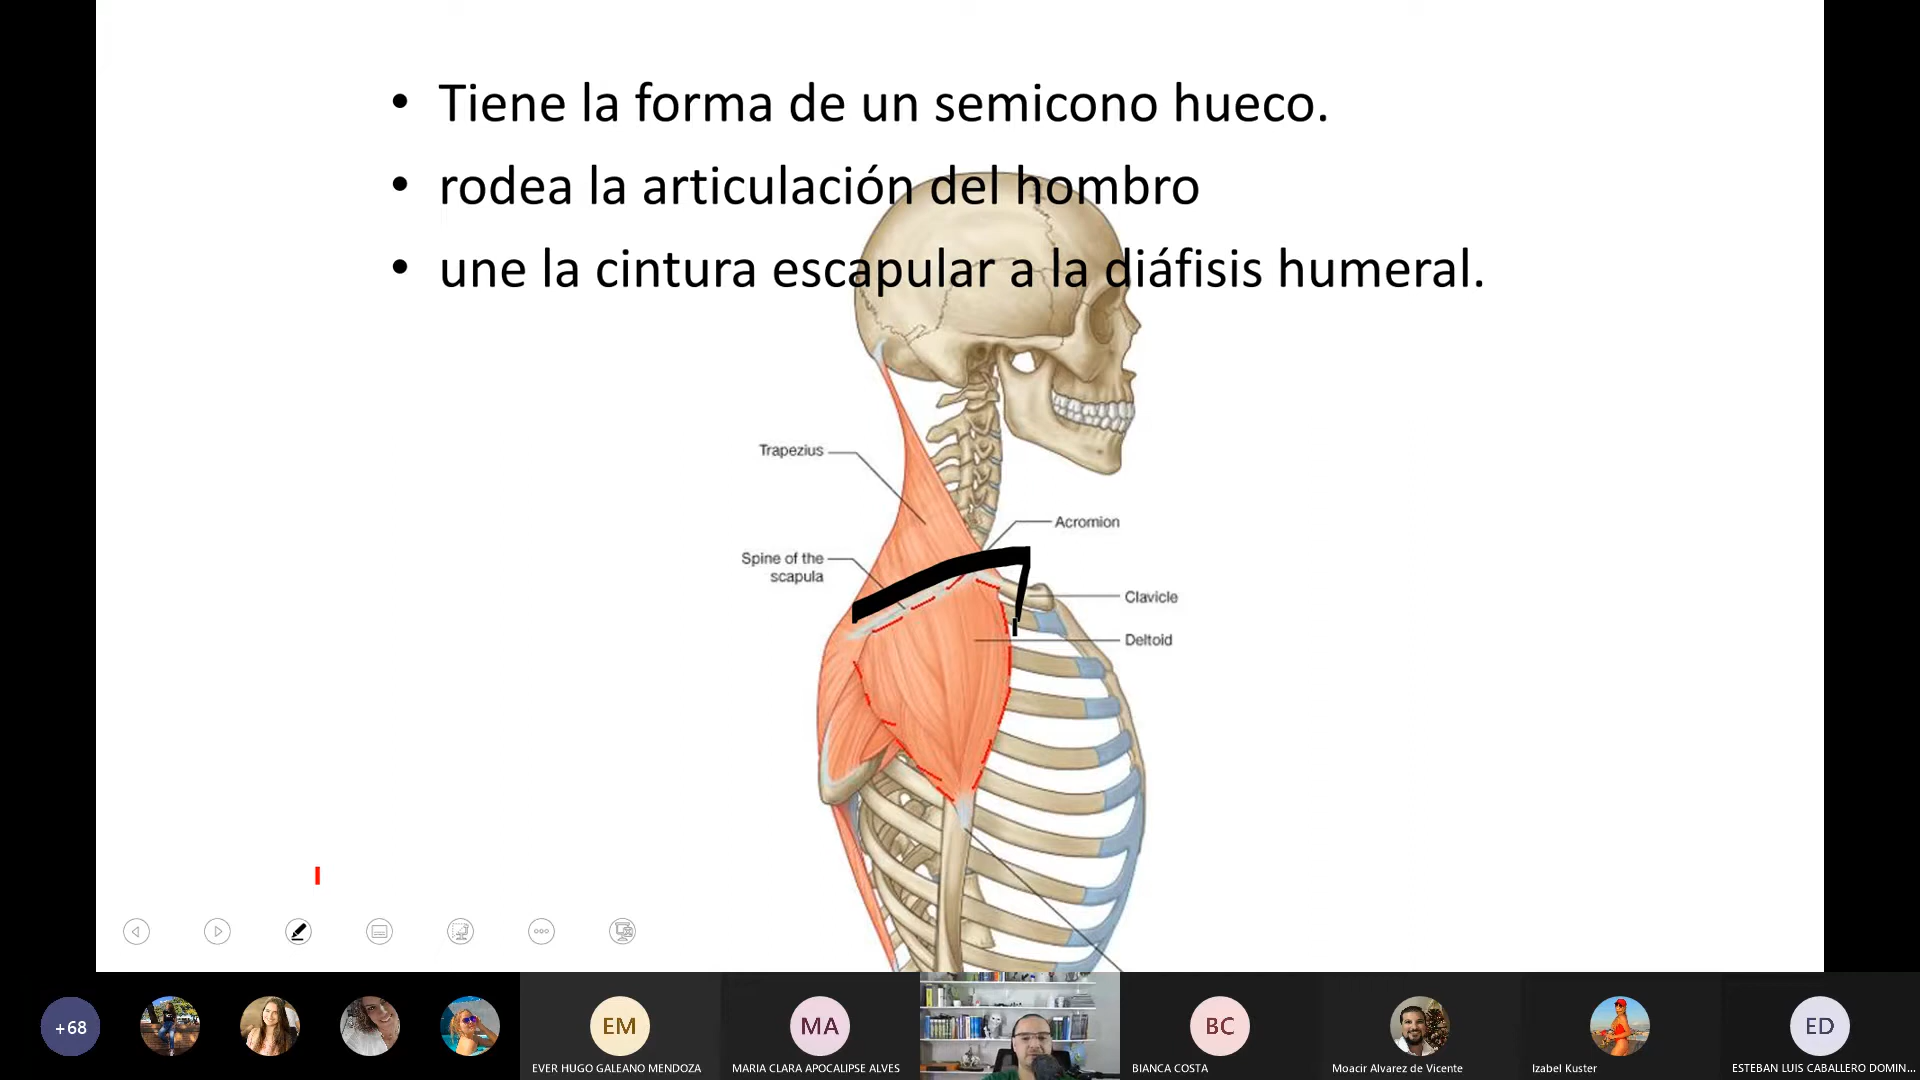 • Tiene la forma de un semicono hueco.
• rodea la articulación del hombro
• une la cintura escapular a la diáfisis humeral.
Trapezius
Acromion
Spine of the
scapula
Clavicle
Deltoid
+68
EM
MA
BC
ED
EVER HUGO GALEANO MENDOZA
MARIA CLARA APOCALIPSE ALVES
BIANCA COSTA
Moacir Alvarez de Vicente
Izabel Kuster
ESTEBAN LUIS CABALLERO DOMIN...